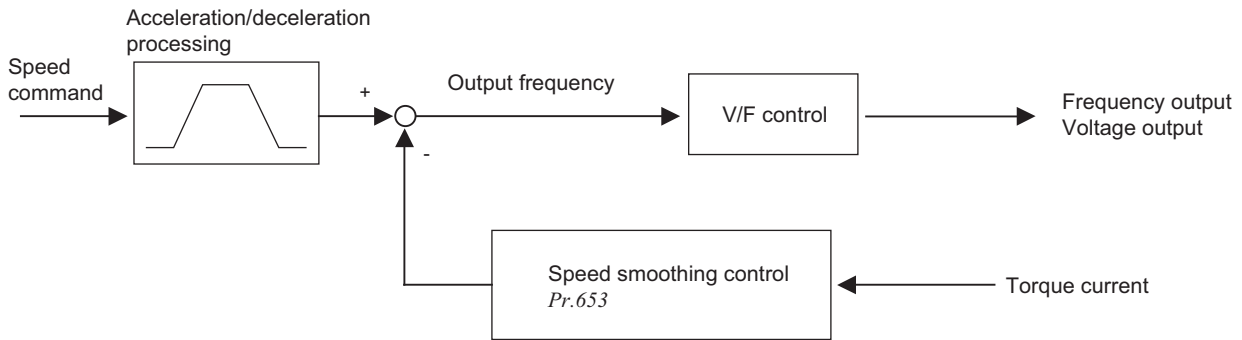 Acceleration/deceleration
processing
Speed
command
+
-
Output frequency
V/F control
Frequency output
Voltage output
Speed smoothing control
Pr.653
Torque current